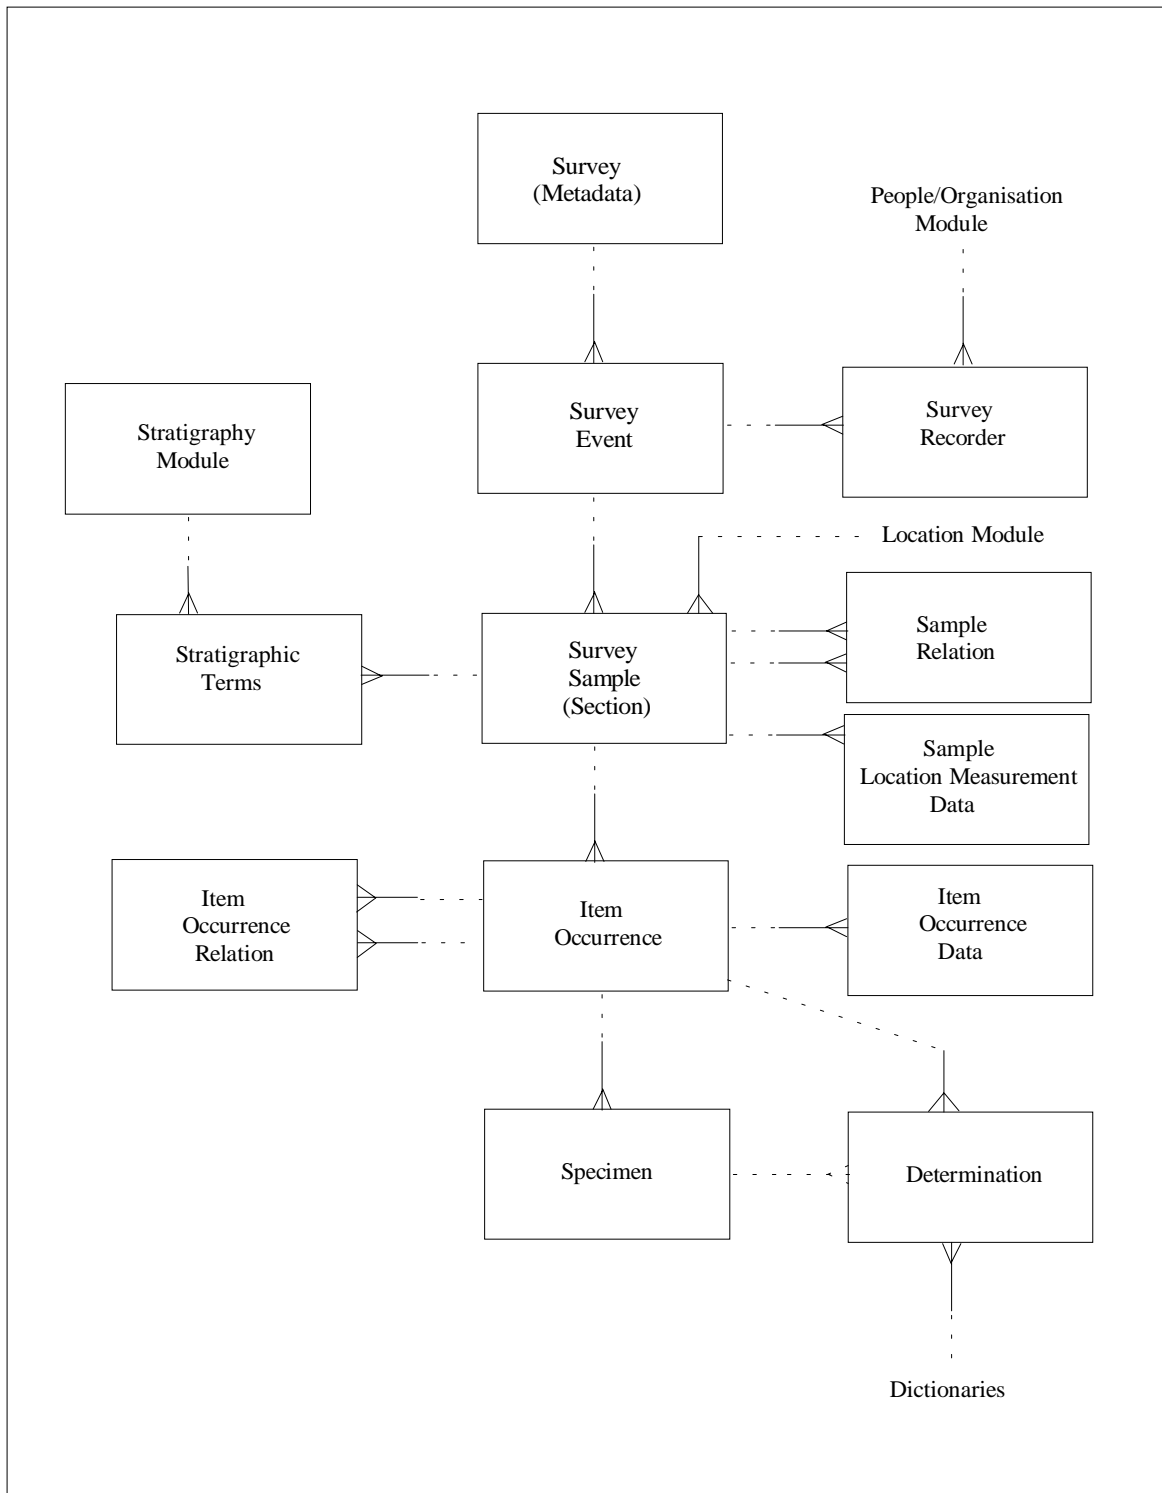 Survey
(Metadata)
People/Organisation
Module
Survey
Event
Survey
Recorder
Stratigraphy
Module
Location Module
Stratigraphic
Terms
Survey
Sample
(Section)
Sample
Relation
Sample
Location Measurement
Data
Item
Occurrence
Relation
Item
Occurrence
Item
Occurrence
Data
Specimen
Determination
Dictionaries